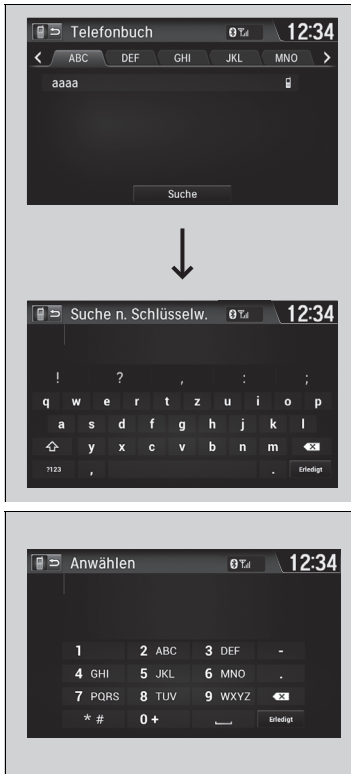 Telefonbuch 12:34
ABC DEF GHI JKL MNO
aaaa
Suche
Suche n. Schlüsselw. 12:34
! ? , : ;
q w e r t z u i o p
a s d f g h j k l
y x c v b n m
?123 , . Erledigt
Anwählen 12:34
1 2 ABC 3 DEF -
4 GHI 5 JKL 6 MNO .
7 PQRS 8 TUV 9 WXYZ
* # 0 + Erledigt